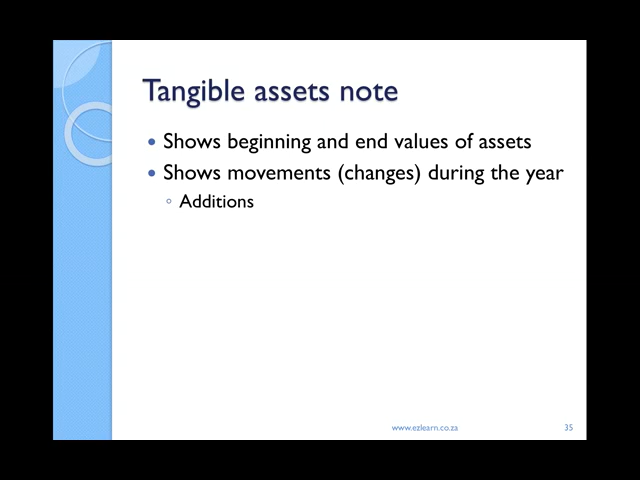 Tangible assets note
• Shows beginning and end values of assets
• Shows movements (changes) during the year
◦ Additions
www.ezlearn.co.za
35